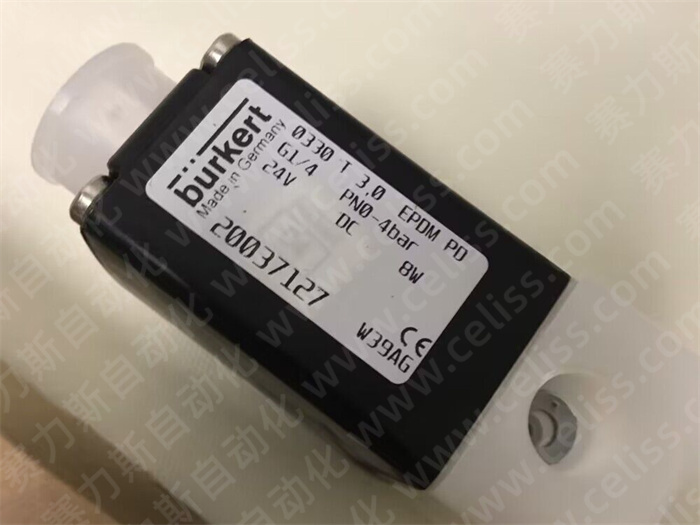 bürkert
Made in Germany
0330 T 3,0 EPDM PD
G1/4 PN0-4bar
24V DC 8W
20037127
CE
W39AG
赛力斯自动化 www.celiss.com